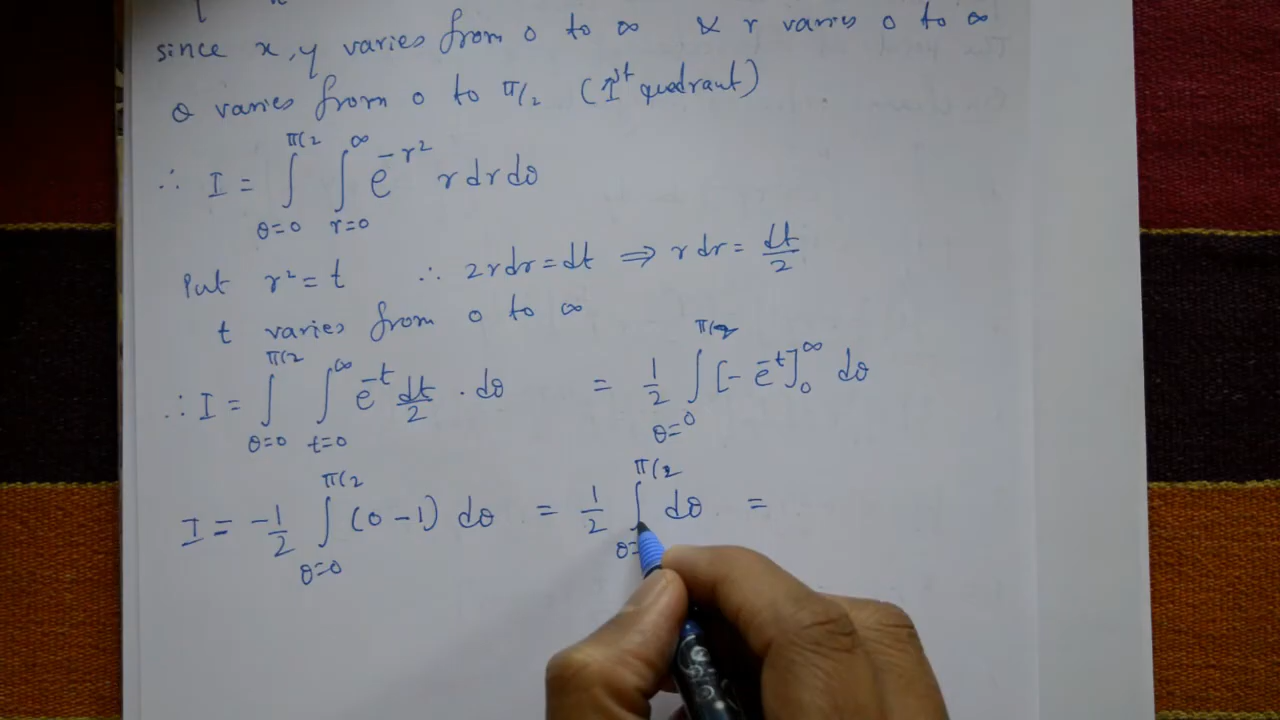 since x, y varies from 0 to ∞ & r varies 0 to ∞
θ varies from 0 to π/2 (Ist quadrant)
∴ I = ∫_{θ=0}^{π/2} ∫_{r=0}^{∞} e^{-r²} r dr dθ
Put r² = t ∴ 2rdr = dt ⇒ r dr = dt/2
t varies from 0 to ∞
∴ I = ∫_{θ=0}^{π/2} ∫_{t=0}^{∞} e^{-t} dt/2 . dθ = 1/2 ∫_{θ=0}^{π/2} [-e^{-t}]_0^∞ dθ
I = -1/2 ∫_{θ=0}^{π/2} (0-1) dθ = 1/2 ∫_{θ=}^{π/2} dθ =